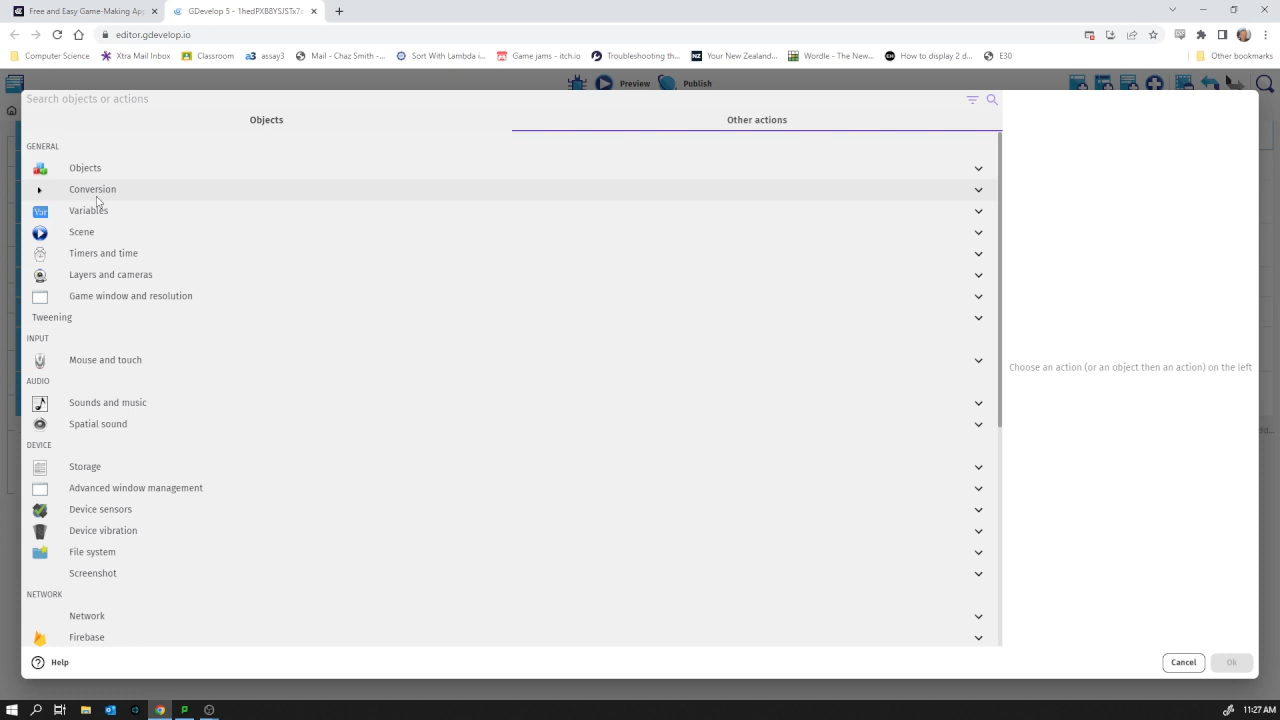 Free and Easy Game-Making Ap
GDevelop 5 - 1hedPXB8YSJSTx7
editor.gdevelop.io
Computer Science
Xtra Mail Inbox
Classroom
assay3
Mail - Chaz Smith -...
Sort With Lambda i...
Game jams - itch.io
Troubleshooting th...
Your New Zealand...
Wordle - The New...
How to display 2 d...
E30
Other bookmarks
Preview
Publish
Search objects or actions
Objects
Other actions
GENERAL
Objects
Conversion
Var
Variables
Scene
Timers and time
Layers and cameras
Game window and resolution
Tweening
INPUT
Mouse and touch
AUDIO
Sounds and music
Spatial sound
DEVICE
Storage
Advanced window management
Device sensors
Device vibration
File system
Screenshot
NETWORK
Network
Firebase
Choose an action (or an object then an action) on the left
Help
Cancel
Ok
11:27 AM